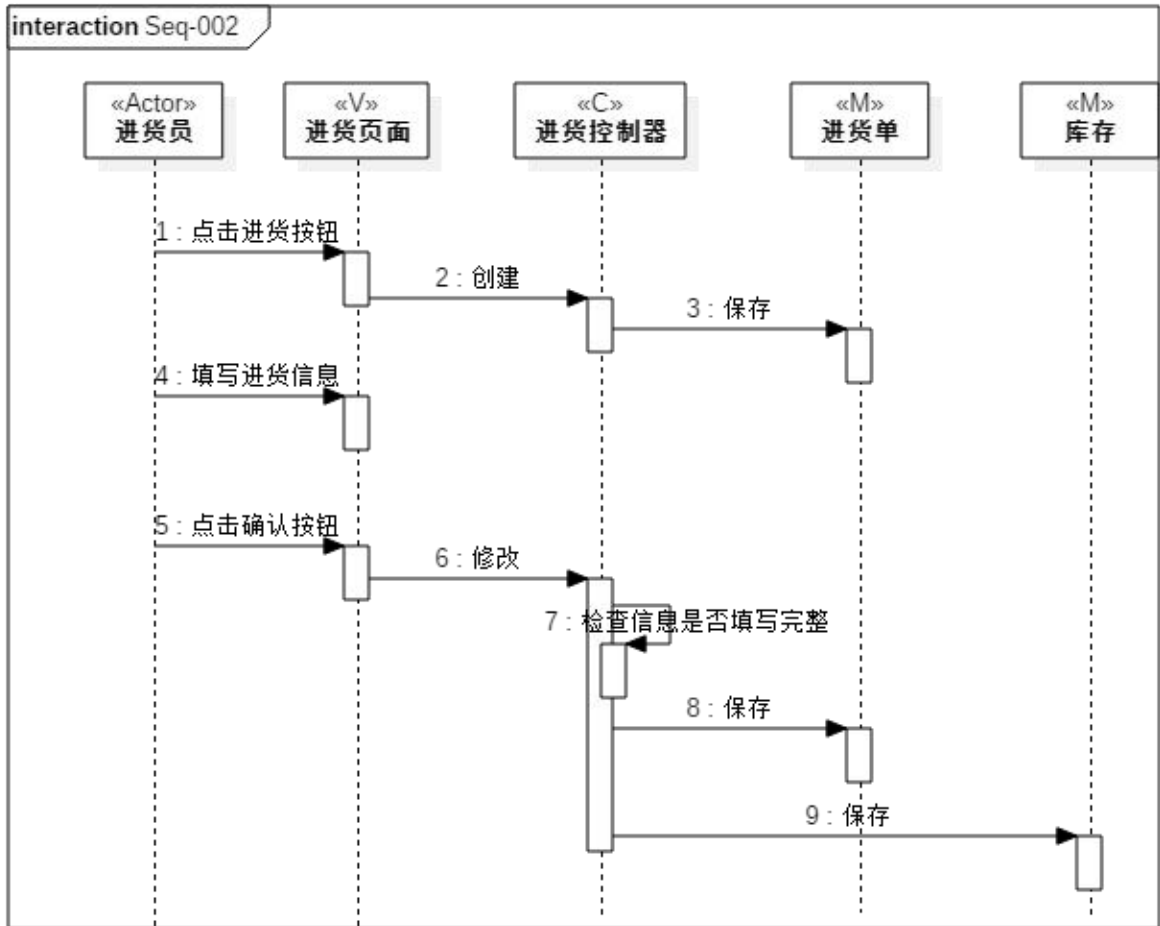 interaction Seq-002
«Actor»
进货员
«V»
进货页面
«C»
进货控制器
«M»
进货单
«M»
库存
1 : 点击进货按钮
2 : 创建
3 : 保存
4 : 填写进货信息
5 : 点击确认按钮
6 : 修改
7 : 检查信息是否填写完整
8 : 保存
9 : 保存